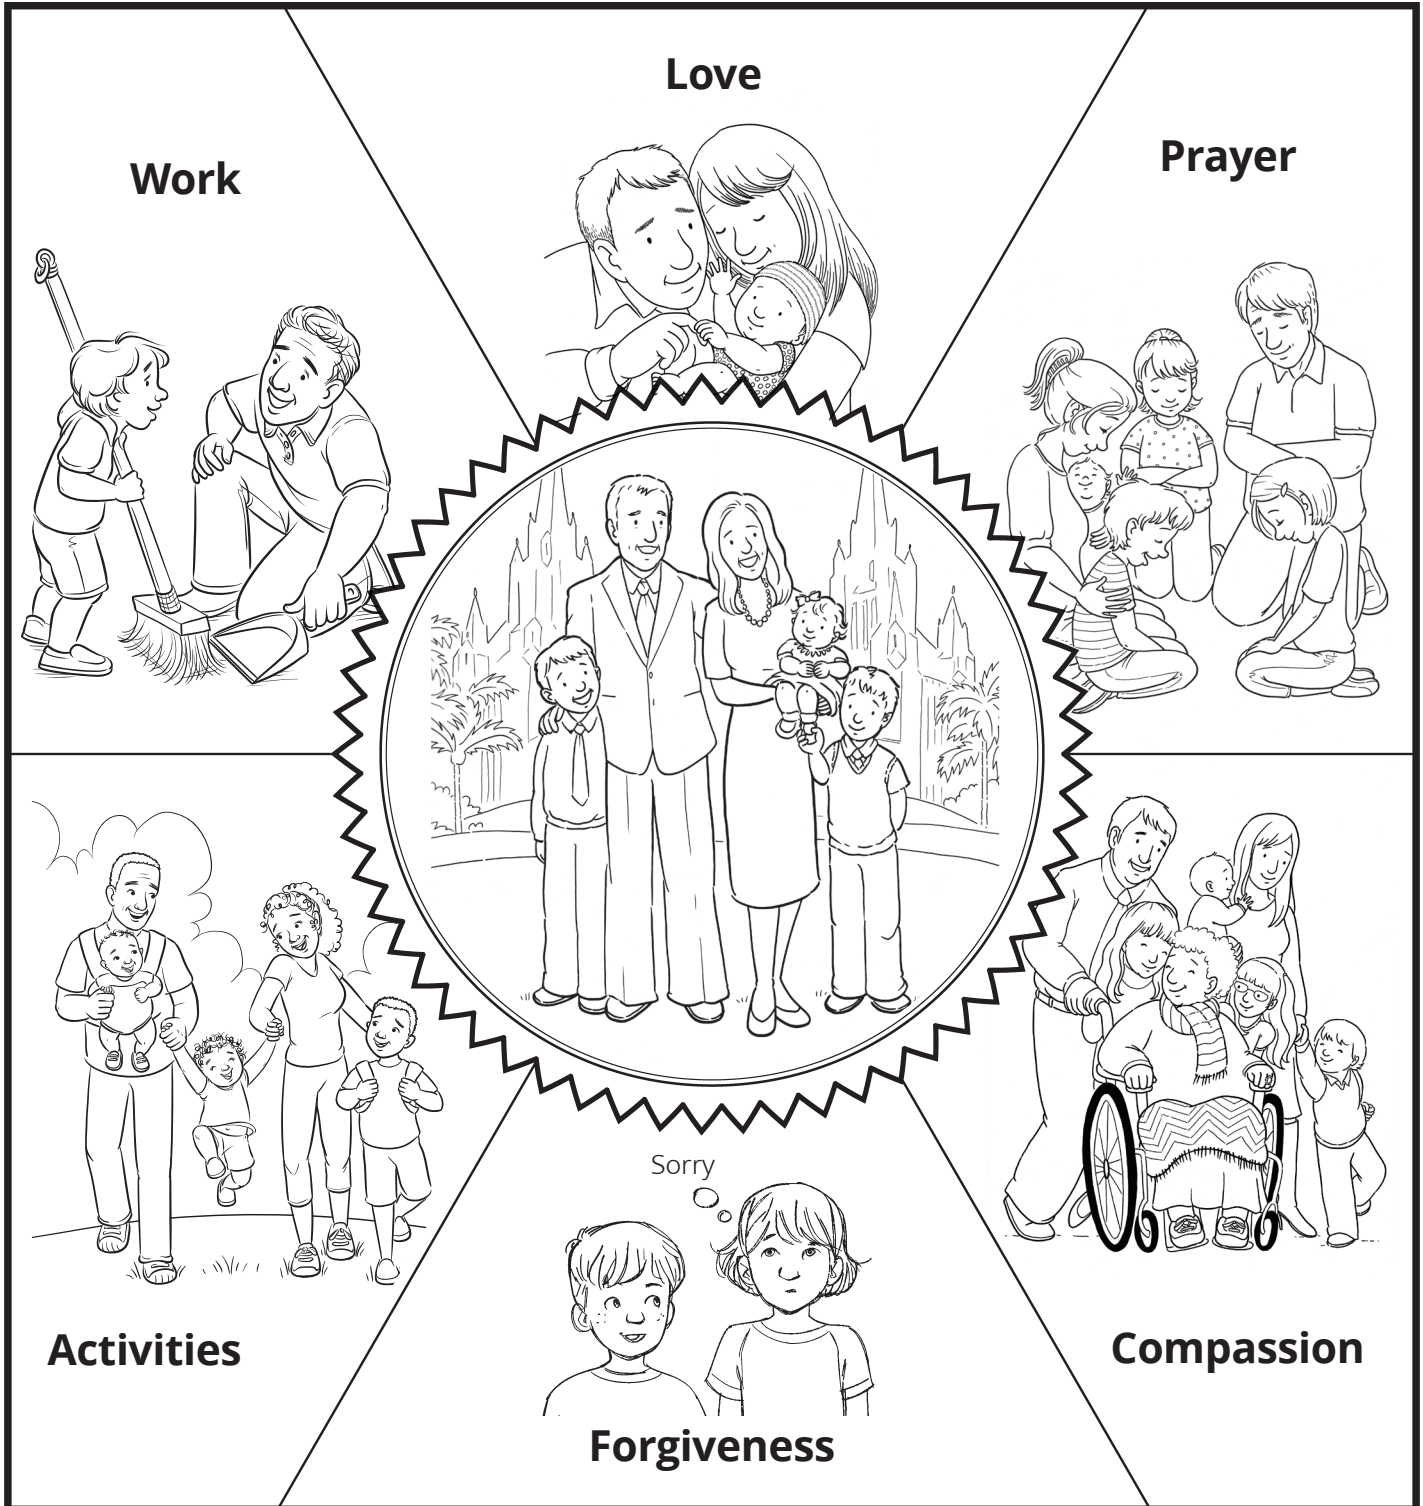 Love
Work
Prayer
Sorry
Activities
Compassion
Forgiveness